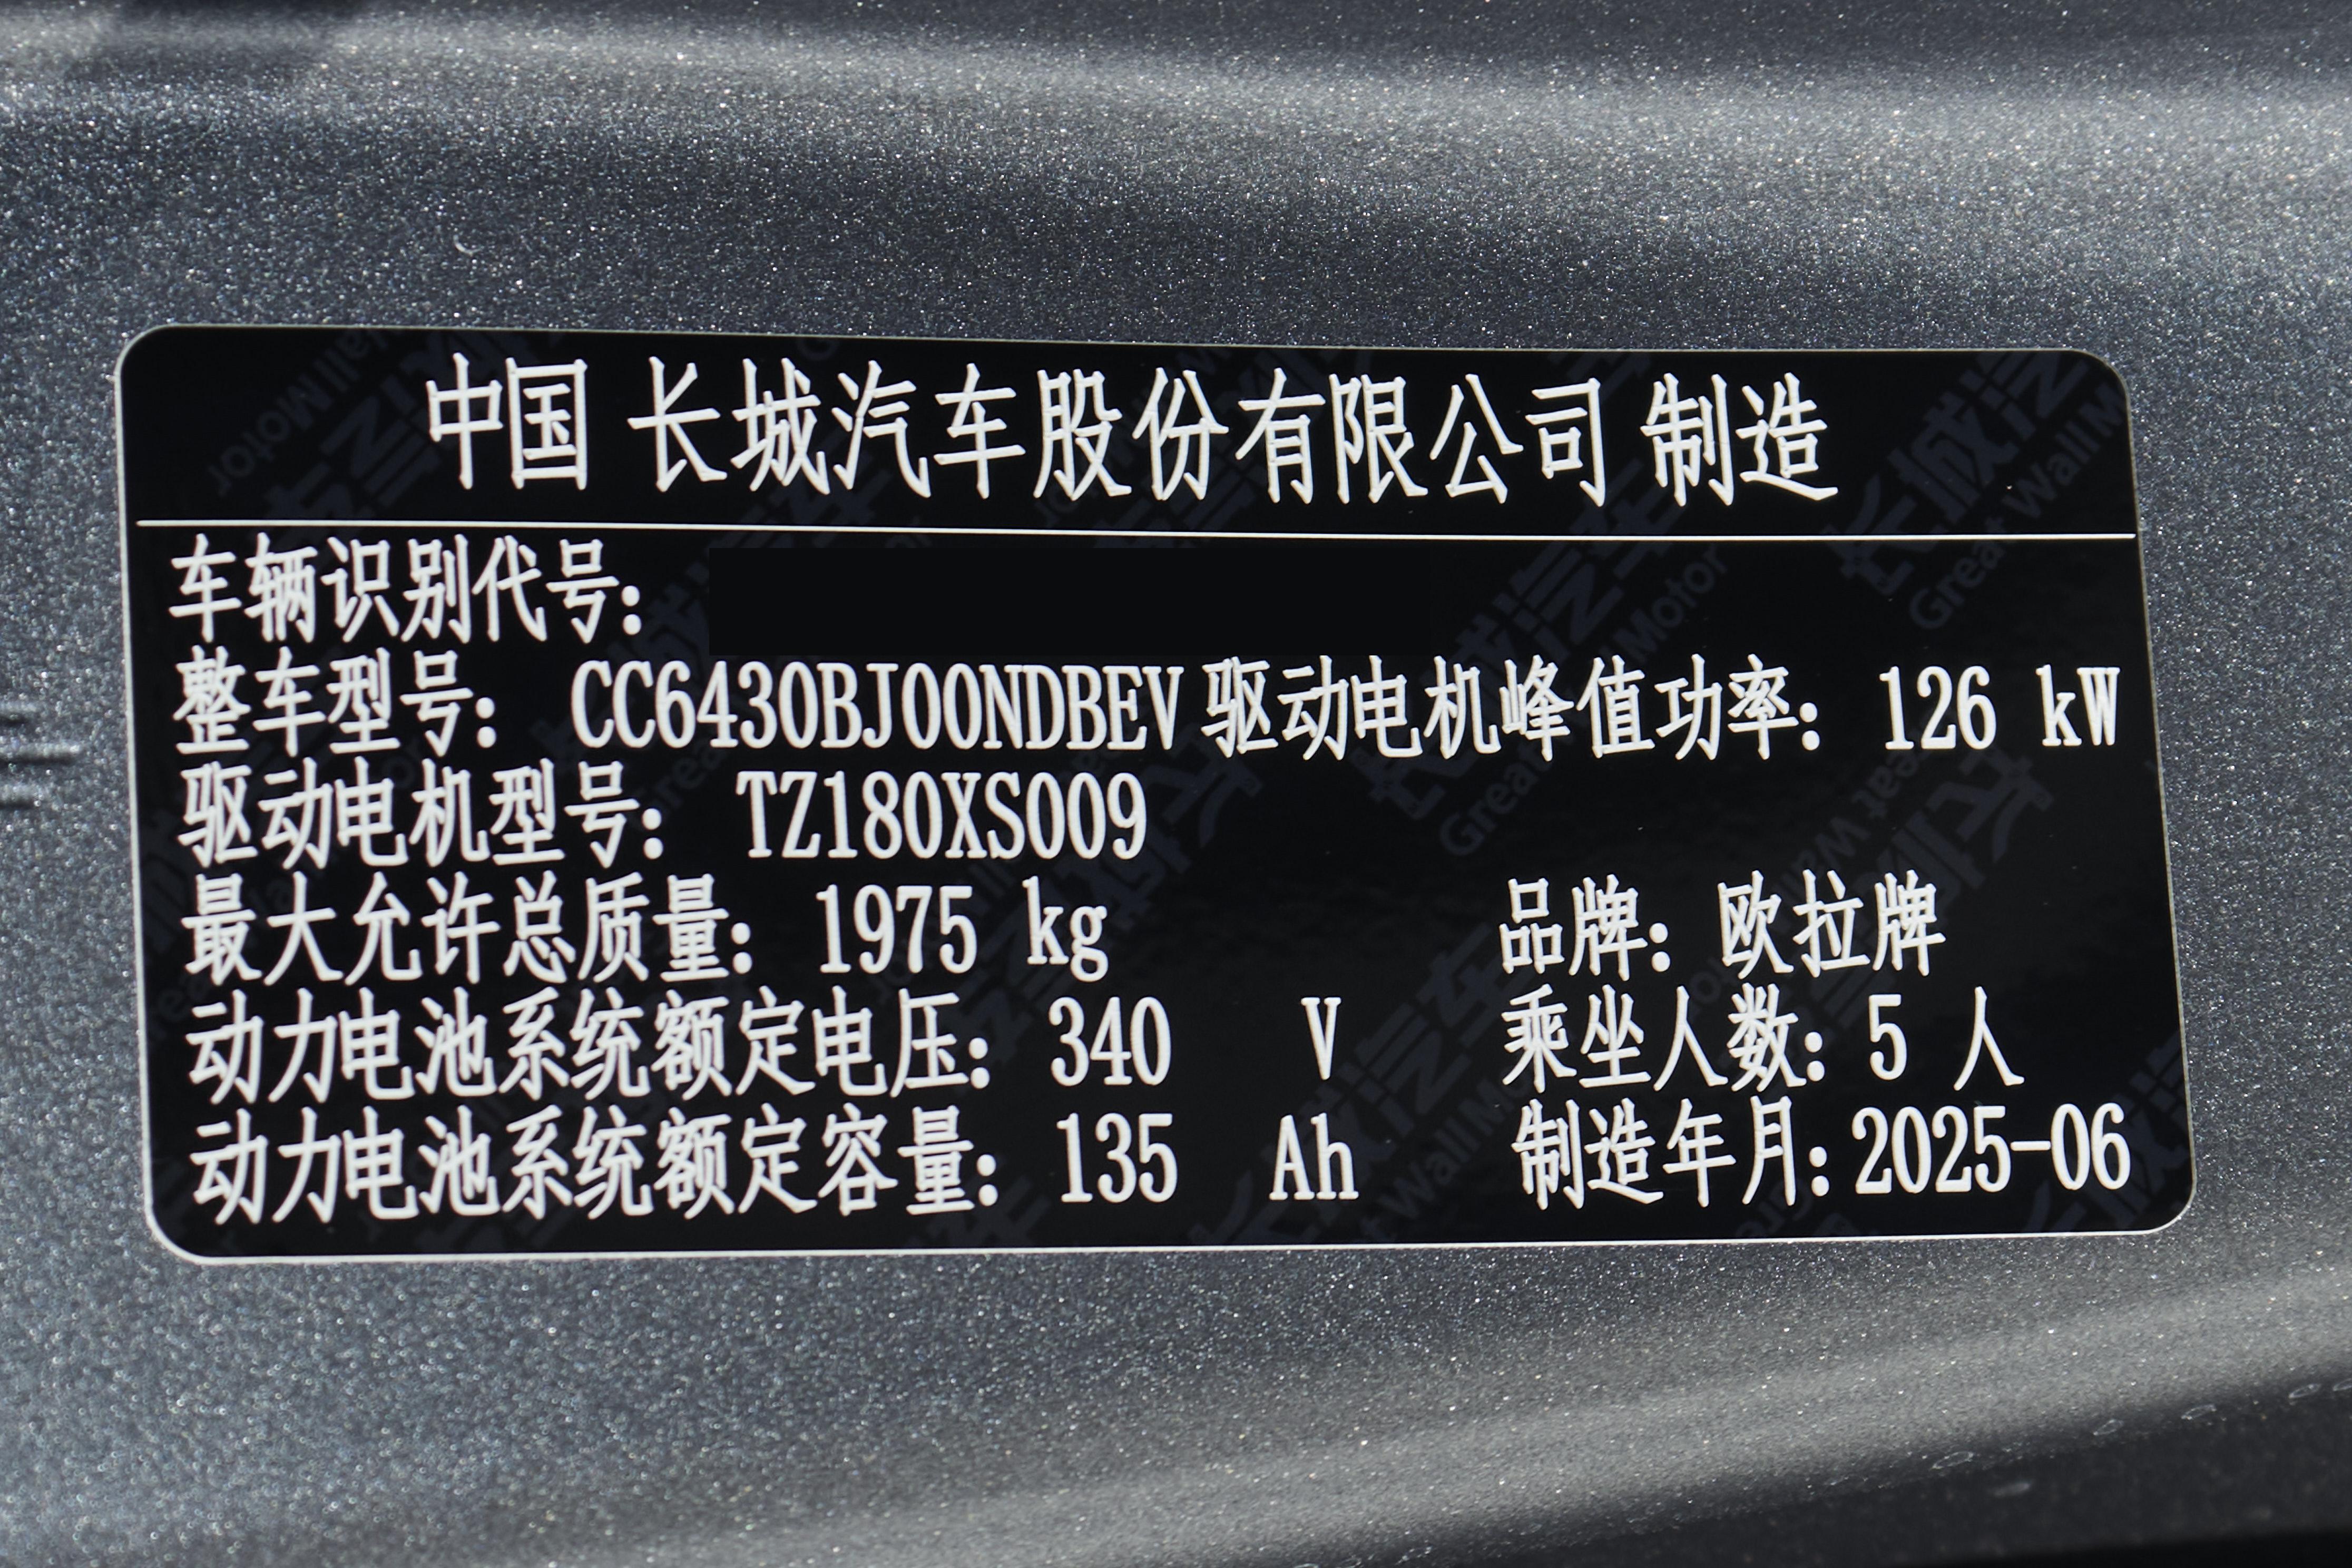 中国 长城汽车股份有限公司 制造
车辆识别代号：
整车型号： CC6430BJ00NDBEV 驱动电机峰值功率： 126 kW
驱动电机型号： TZ180XS009
最大允许总质量： 1975 kg 品牌： 欧拉牌
动力电池系统额定电压： 340 V 乘坐人数： 5 人
动力电池系统额定容量： 135 Ah 制造年月： 2025-06